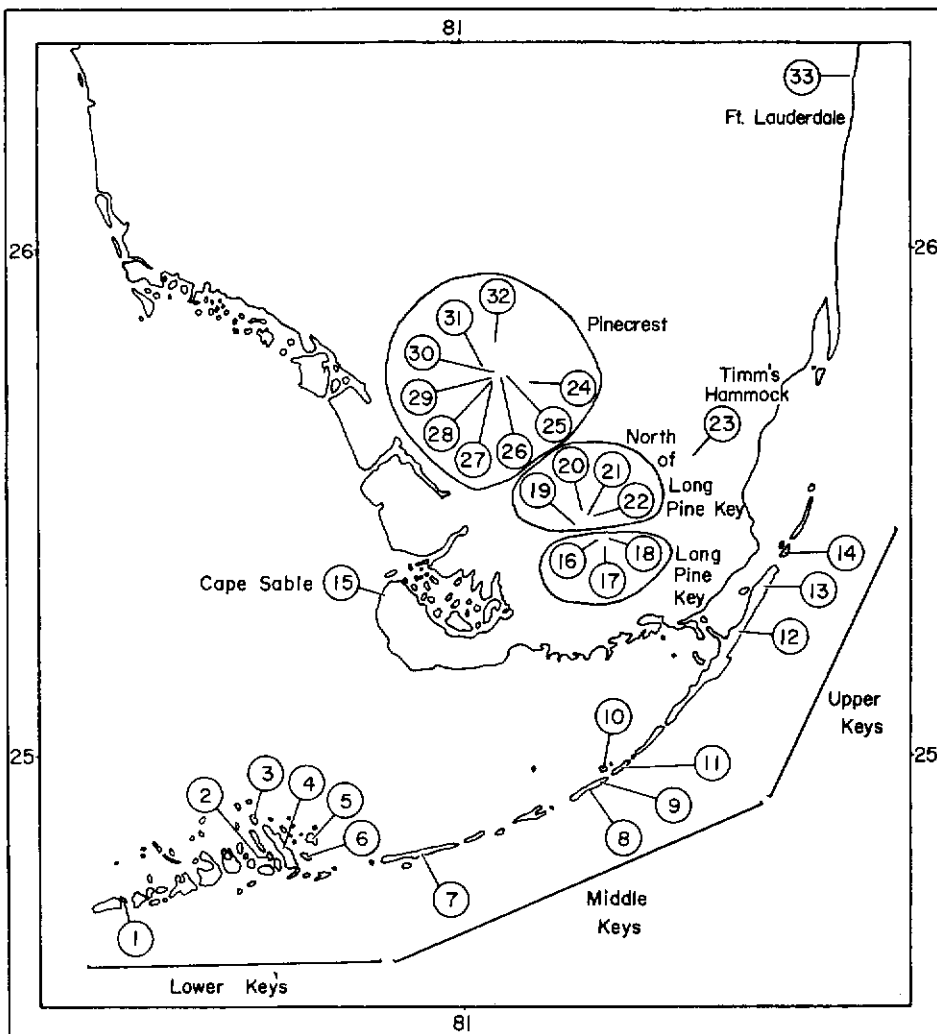 81
33
Ft. Lauderdale
26
26
32
31
Pinecrest
30
Timm's
Hammock
29
24
23
28
25
North
of
27
26
20
21
Long
Pine Key
19
22
16
18
Long
Pine
Key
17
14
Cape Sable
15
13
12
Upper
Keys
10
25
25
11
3
4
2
5
9
6
8
7
Middle
Keys
1
Lower Key's
81